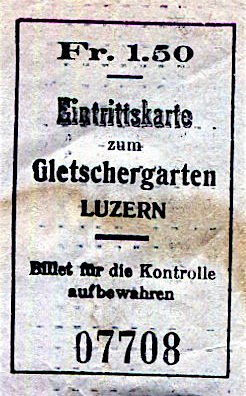 Fr. 1.50
Eintrittskarte
zum
Gletschergarten
LUZERN
Billet für die Kontrolle
aufbewahren
07708